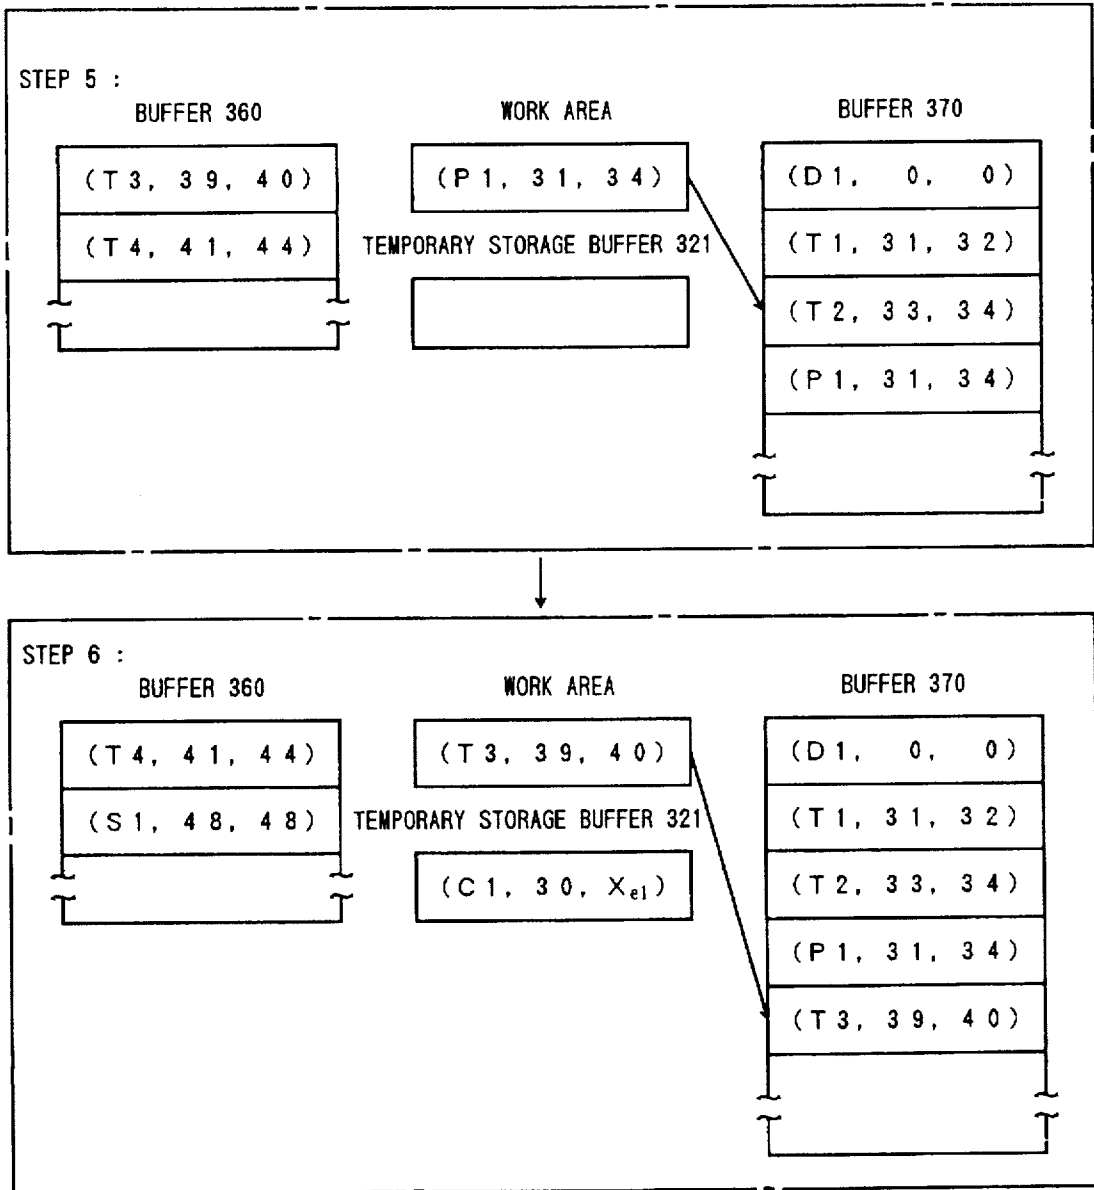 STEP 5 :
BUFFER 360 WORK AREA BUFFER 370
(T3, 39, 40) (P1, 31, 34) (D1, 0, 0)
(T4, 41, 44) TEMPORARY STORAGE BUFFER 321 (T1, 31, 32)
(T2, 33, 34)
(P1, 31, 34)
STEP 6 :
BUFFER 360 WORK AREA BUFFER 370
(T4, 41, 44) (T3, 39, 40) (D1, 0, 0)
(S1, 48, 48) TEMPORARY STORAGE BUFFER 321 (T1, 31, 32)
(C1, 30, Xe1) (T2, 33, 34)
(P1, 31, 34)
(T3, 39, 40)